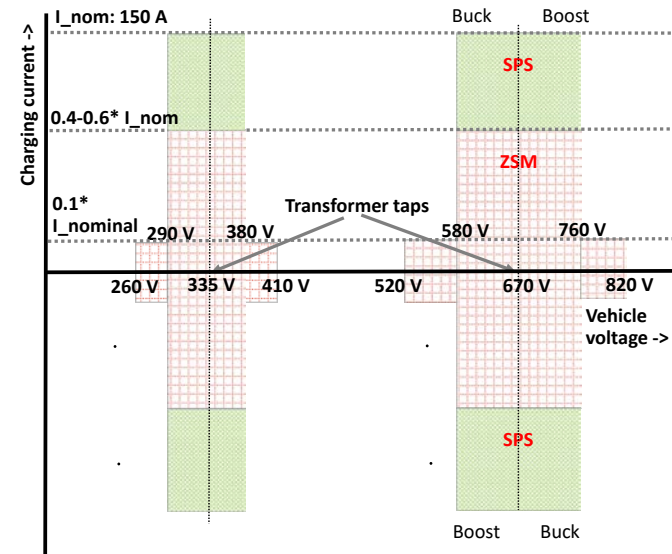 I_nom: 150 A
Buck
Boost
SPS
Charging current ->
0.4-0.6* I_nom
ZSM
0.1*
I_nominal
Transformer taps
290 V
380 V
580 V
760 V
260 V
335 V
410 V
520 V
670 V
820 V
Vehicle
voltage ->
SPS
Boost
Buck